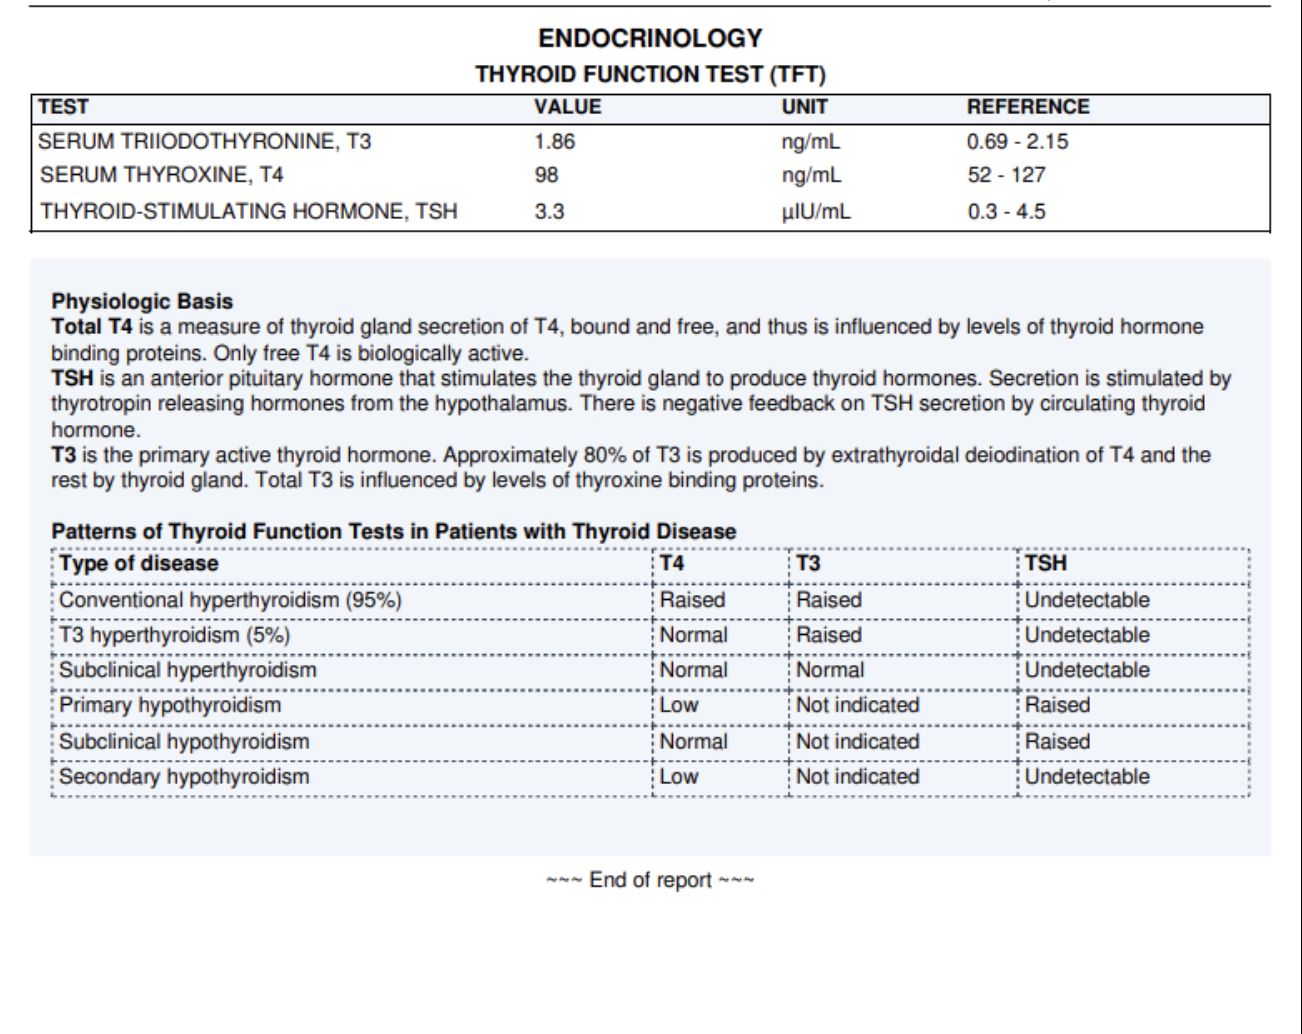 ENDOCRINOLOGY
THYROID FUNCTION TEST (TFT)
TEST VALUE UNIT REFERENCE
SERUM TRIIODOTHYRONINE, T3 1.86 ng/mL 0.69 - 2.15
SERUM THYROXINE, T4 98 ng/mL 52 - 127
THYROID-STIMULATING HORMONE, TSH 3.3 µIU/mL 0.3 - 4.5
Physiologic Basis
Total T4 is a measure of thyroid gland secretion of T4, bound and free, and thus is influenced by levels of thyroid hormone
binding proteins. Only free T4 is biologically active.
TSH is an anterior pituitary hormone that stimulates the thyroid gland to produce thyroid hormones. Secretion is stimulated by
thyrotropin releasing hormones from the hypothalamus. There is negative feedback on TSH secretion by circulating thyroid
hormone.
T3 is the primary active thyroid hormone. Approximately 80% of T3 is produced by extrathyroidal deiodination of T4 and the
rest by thyroid gland. Total T3 is influenced by levels of thyroxine binding proteins.
Patterns of Thyroid Function Tests in Patients with Thyroid Disease
Type of disease T4 T3 TSH
Conventional hyperthyroidism (95%) Raised Raised Undetectable
T3 hyperthyroidism (5%) Normal Raised Undetectable
Subclinical hyperthyroidism Normal Normal Undetectable
Primary hypothyroidism Low Not indicated Raised
Subclinical hypothyroidism Normal Not indicated Raised
Secondary hypothyroidism Low Not indicated Undetectable
~~~ End of report ~~~